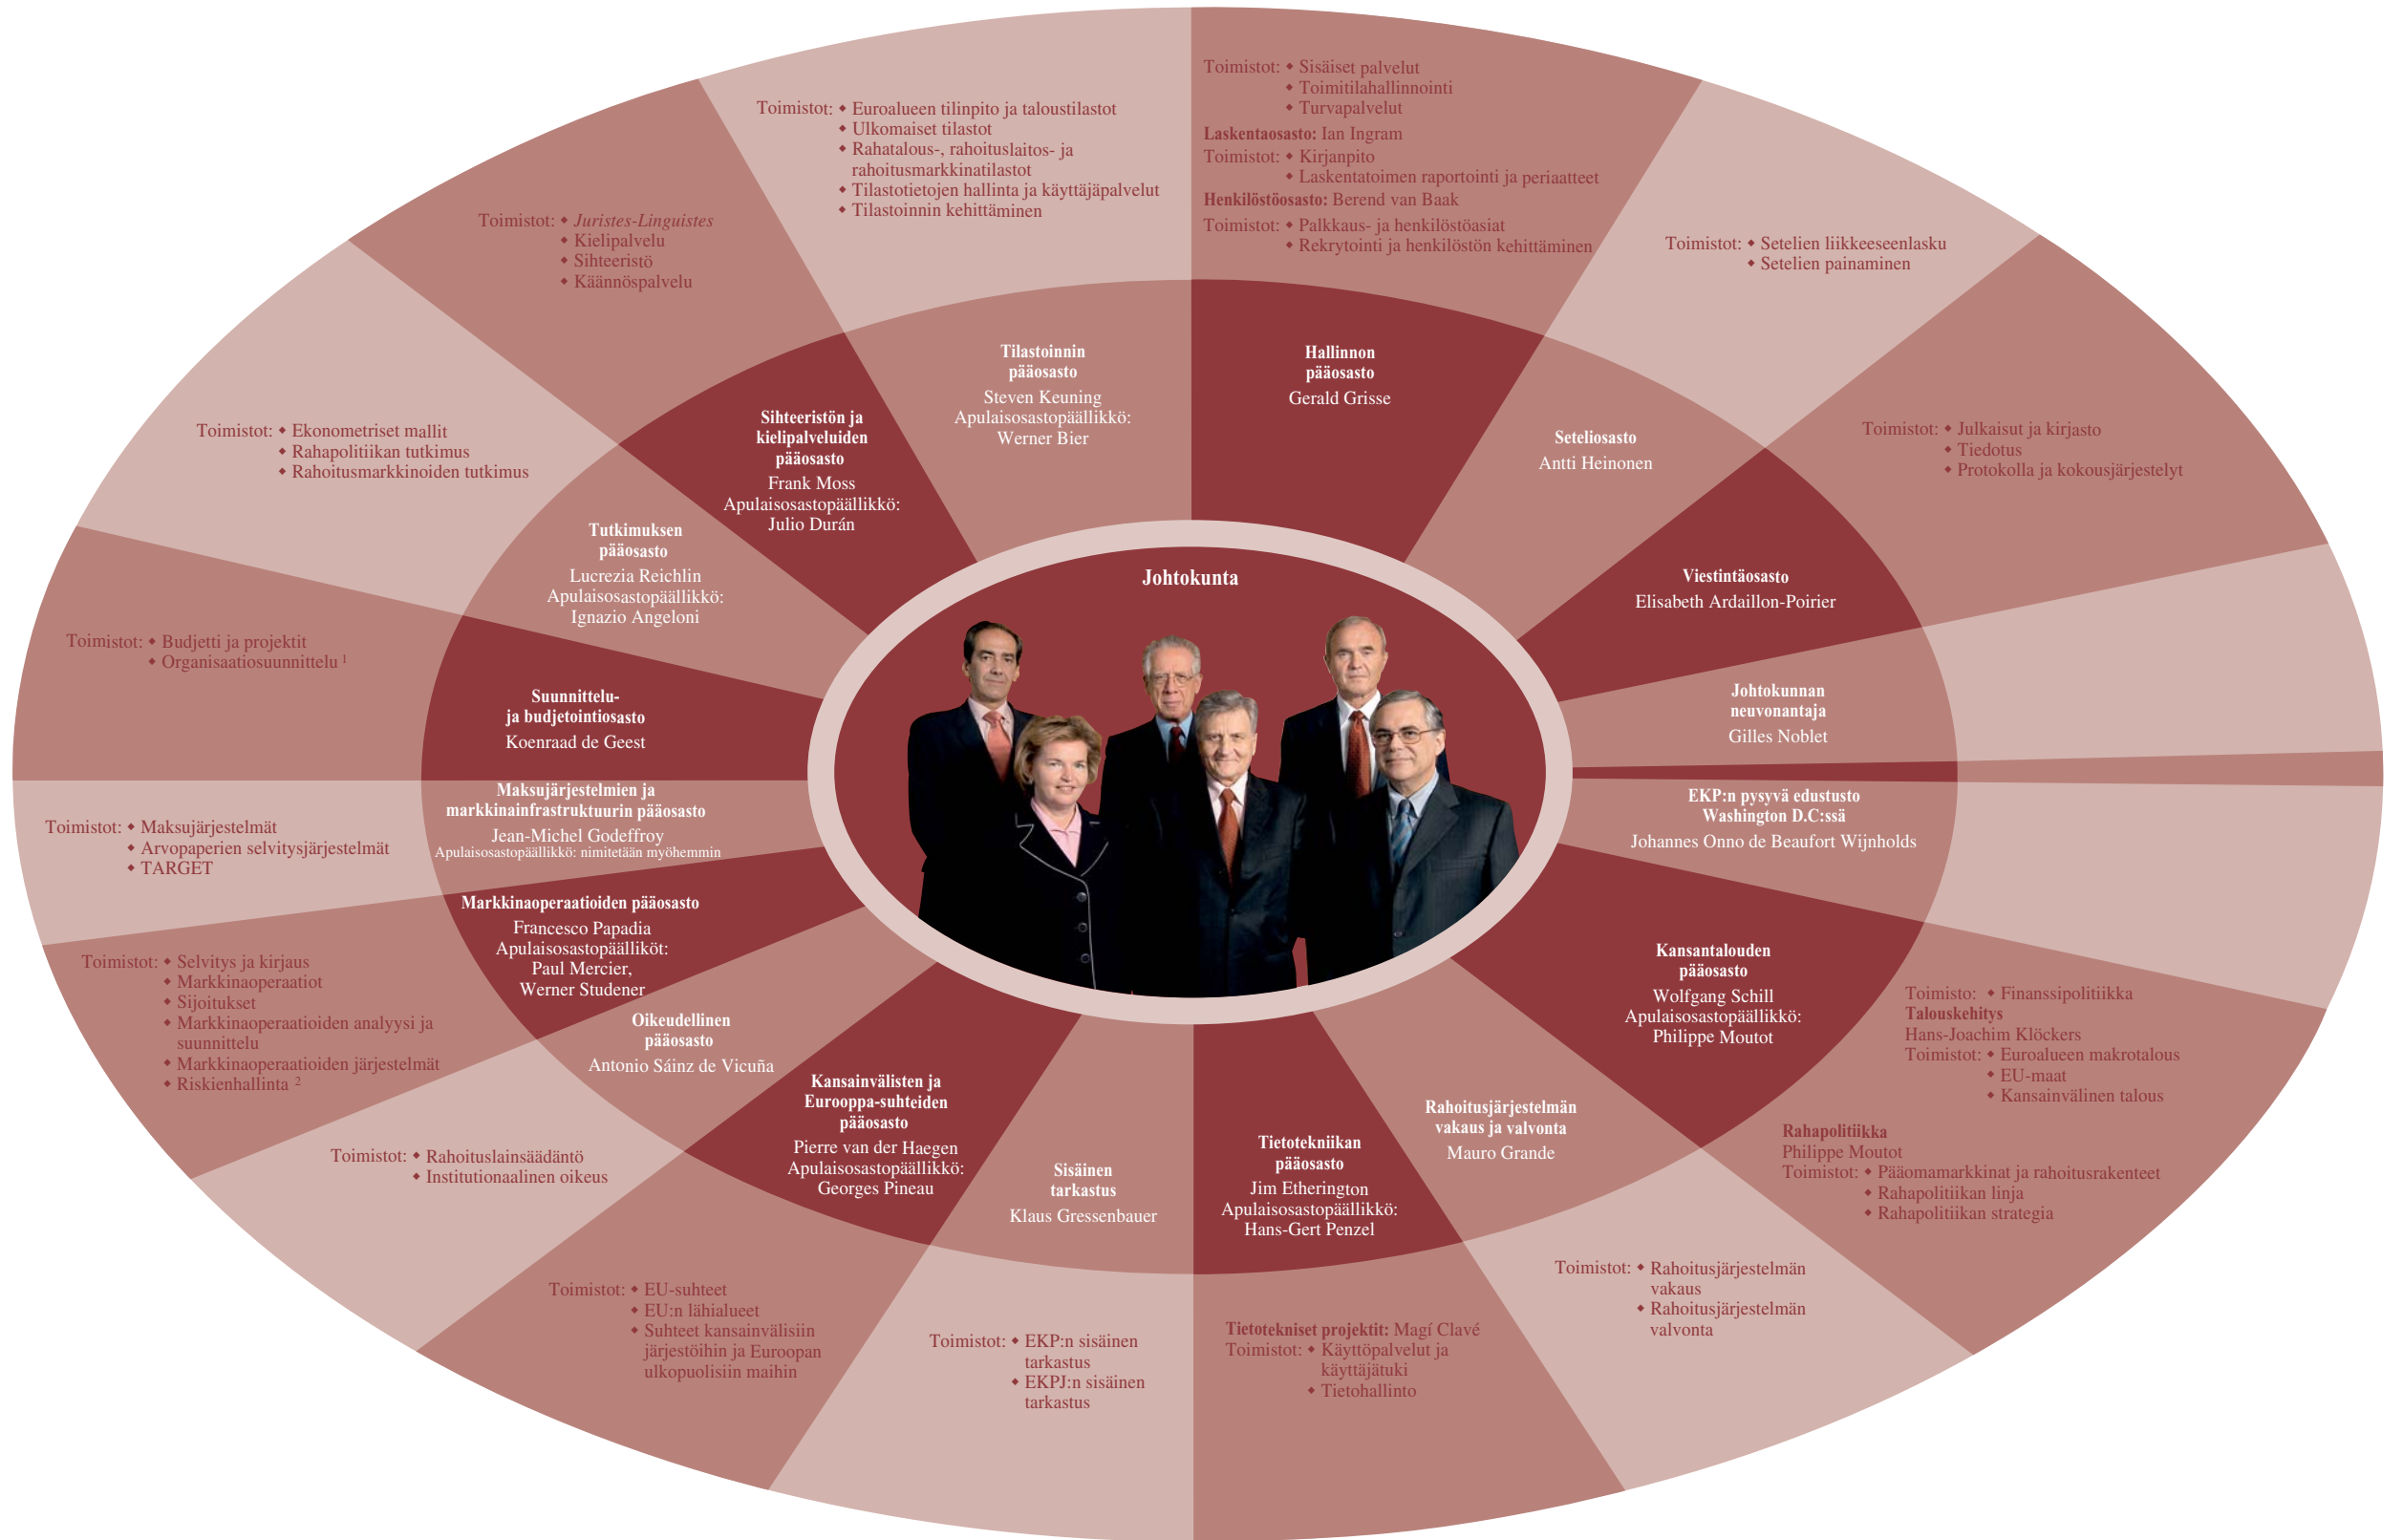 Johtokunta
Toimistot: ◆ Sisäiset palvelut
◆ Toimitilahallinnointi
◆ Turvapalvelut
Laskentaosasto: Ian Ingram
Toimistot: ◆ Kirjanpito
◆ Laskentatoimen raportointi ja periaatteet
Henkilöstöosasto: Berend van Baak
Toimistot: ◆ Palkkaus- ja henkilöstöasiat
◆ Rekrytointi ja henkilöstön kehittäminen
Hallinnon
pääosasto
Gerald Grisse
Toimistot: ◆ Setelien liikkeeseenlasku
◆ Setelien painaminen
Seteliosasto
Antti Heinonen
Toimistot: ◆ Julkaisut ja kirjasto
◆ Tiedotus
◆ Protokolla ja kokousjärjestelyt
Viestintäosasto
Elisabeth Ardaillon-Poirier
Johtokunnan
neuvonantaja
Gilles Noblet
EKP:n pysyvä edustusto
Washington D.C:ssä
Johannes Onno de Beaufort Wijnholds
Kansantalouden
pääosasto
Wolfgang Schill
Apulaisosastopäällikkö:
Philippe Moutot
Toimisto: ◆ Finanssipolitiikka
Talouskehitys
Hans-Joachim Klöckers
Toimistot: ◆ Euroalueen makrotalous
◆ EU-maat
◆ Kansainvälinen talous
Rahapolitiikka
Philippe Moutot
Toimistot: ◆ Pääomamarkkinat ja rahoitusrakenteet
◆ Rahapolitiikan linja
◆ Rahapolitiikan strategia
Rahoitusjärjestelmän
vakaus ja valvonta
Mauro Grande
Toimistot: ◆ Rahoitusjärjestelmän
vakaus
◆ Rahoitusjärjestelmän
valvonta
Tietotekniikan
pääosasto
Jim Etherington
Apulaisosastopäällikkö:
Hans-Gert Penzel
Tietotekniset projektit: Magí Clavé
Toimistot: ◆ Käyttöpalvelut ja
käyttäjätuki
◆ Tietohallinto
Sisäinen
tarkastus
Klaus Gressenbauer
Toimistot: ◆ EKP:n sisäinen
tarkastus
◆ EKPJ:n sisäinen
tarkastus
Kansainvälisten ja
Eurooppa-suhteiden
pääosasto
Pierre van der Haegen
Apulaisosastopäällikkö:
Georges Pineau
Toimistot: ◆ EU-suhteet
◆ EU:n lähialueet
◆ Suhteet kansainvälisiin
järjestöihin ja Euroopan
ulkopuolisiin maihin
Oikeudellinen
pääosasto
Antonio Sáinz de Vicuña
Toimistot: ◆ Rahoituslainsäädäntö
◆ Institutionaalinen oikeus
Markkinaoperaatioiden pääosasto
Francesco Papadia
Apulaisosastopäälliköt:
Paul Mercier,
Werner Studener
Toimistot: ◆ Selvitys ja kirjaus
◆ Markkinaoperaatiot
◆ Sijoitukset
◆ Markkinaoperaatioiden analyysi ja
suunnittelu
◆ Markkinaoperaatioiden järjestelmät
◆ Riskienhallinta 2
Maksujärjestelmien ja
markkinainfrastruktuurin pääosasto
Jean-Michel Godeffroy
Apulaisosastopäällikkö: nimitetään myöhemmin
Toimistot: ◆ Maksujärjestelmät
◆ Arvopaperien selvitysjärjestelmät
◆ TARGET
Suunnittelu-
ja budjetointiosasto
Koenraad de Geest
Toimistot: ◆ Budjetti ja projektit
◆ Organisaatiosuunnittelu 1
Tutkimuksen
pääosasto
Lucrezia Reichlin
Apulaisosastopäällikkö:
Ignazio Angeloni
Toimistot: ◆ Ekonometriset mallit
◆ Rahapolitiikan tutkimus
◆ Rahoitusmarkkinoiden tutkimus
Sihteeristön ja
kielipalveluiden
pääosasto
Frank Moss
Apulaisosastopäällikkö:
Julio Durán
Toimistot: ◆ Juristes-Linguistes
◆ Kielipalvelu
◆ Sihteeristö
◆ Käännöspalvelu
Tilastoinnin
pääosasto
Steven Keuning
Apulaisosastopäällikkö:
Werner Bier
Toimistot: ◆ Euroalueen tilinpito ja taloustilastot
◆ Ulkomaiset tilastot
◆ Rahatalous-, rahoituslaitos- ja
rahoitusmarkkinatilastot
◆ Tilastotietojen hallinta ja käyttäjäpalvelut
◆ Tilastoinnin kehittäminen